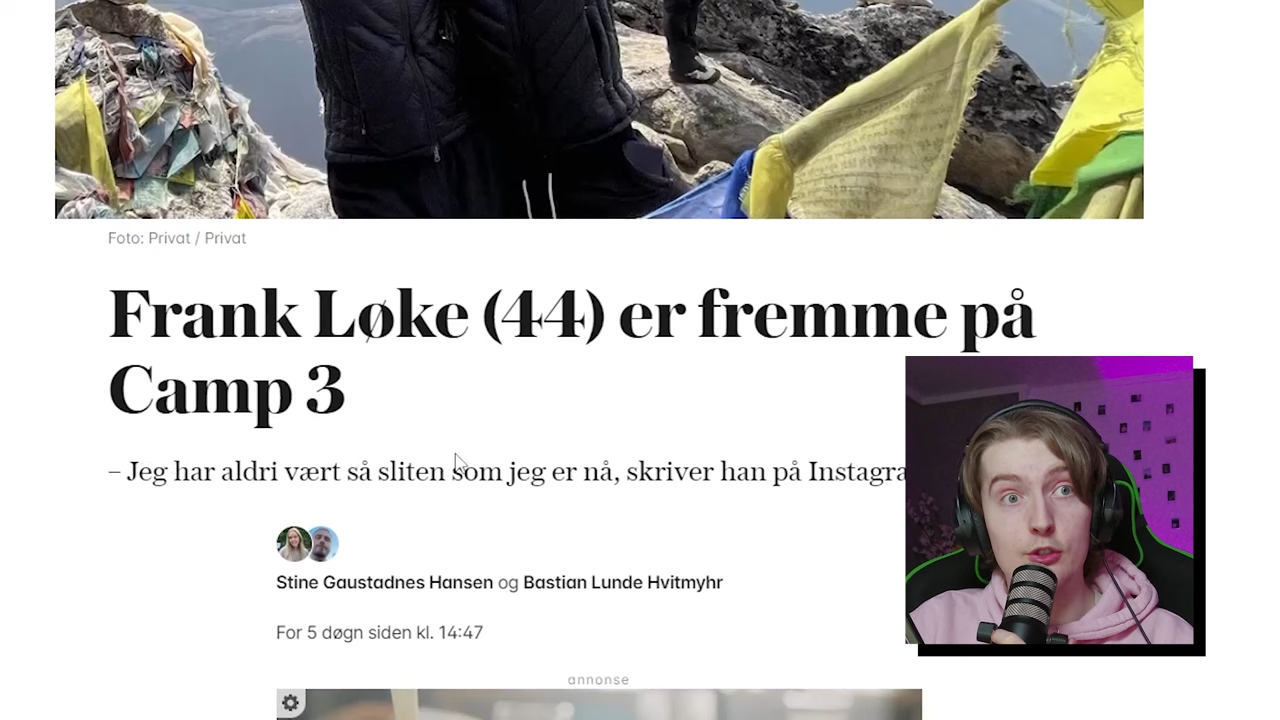 Foto: Privat / Privat
Frank Løke (44) er fremme på
Camp 3
– Jeg har aldri vært så sliten som jeg er nå, skriver han på
Stine Gaustadnes Hansen og Bastian Lunde Hvitmyhr
For 5 døgn siden kl. 14:47
annonse